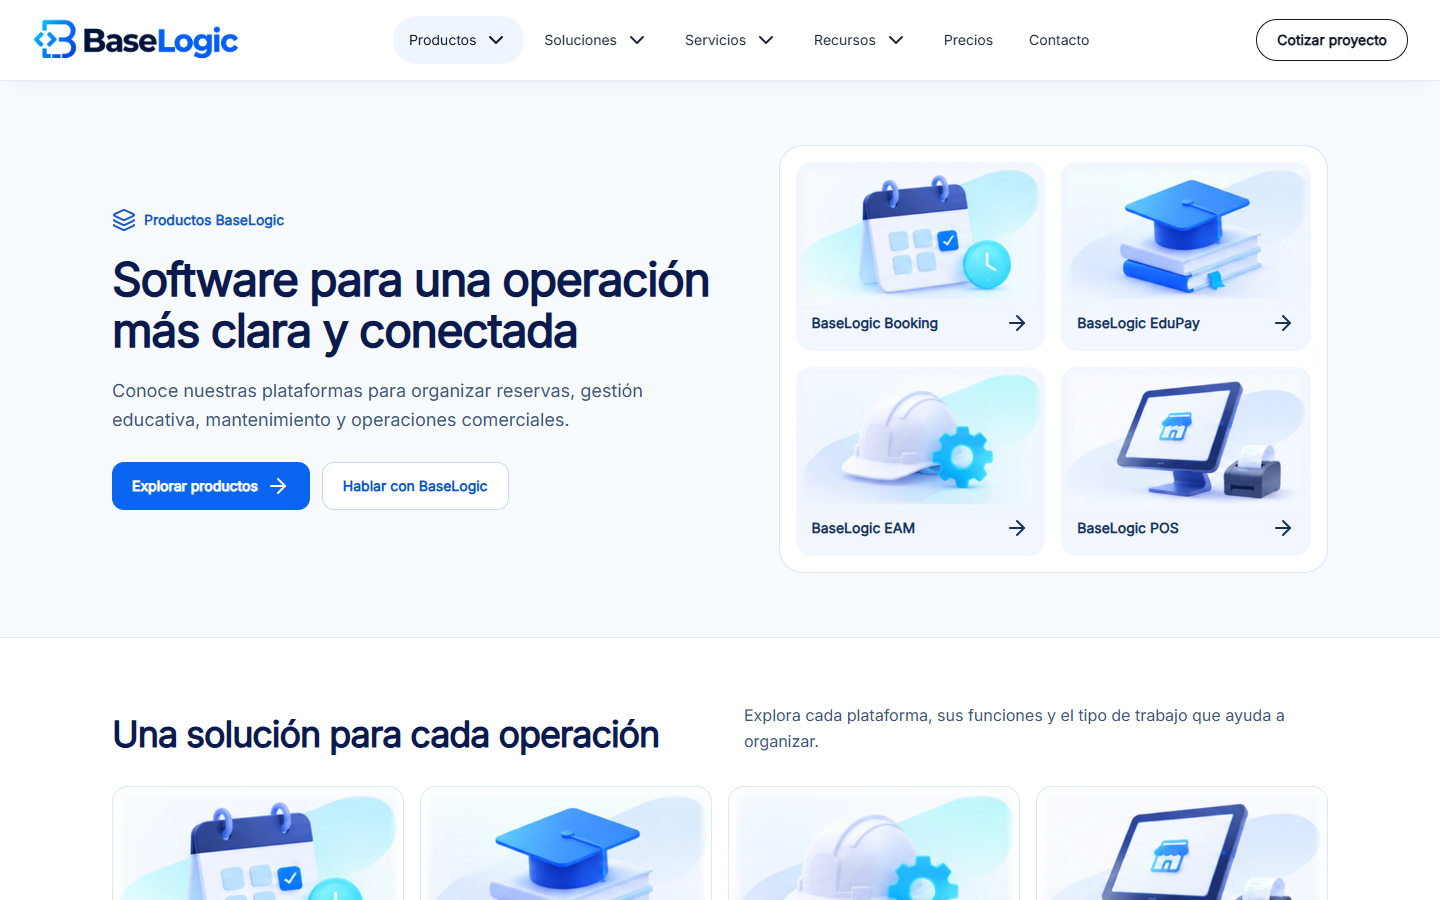 BaseLogic
Productos
Soluciones
Servicios
Recursos
Precios
Contacto
Cotizar proyecto
Productos BaseLogic
Software para una operación
más clara y conectada
Conoce nuestras plataformas para organizar reservas, gestión
educativa, mantenimiento y operaciones comerciales.
Explorar productos
Hablar con BaseLogic
BaseLogic Booking
BaseLogic EduPay
BaseLogic EAM
BaseLogic POS
Una solución para cada operación
Explora cada plataforma, sus funciones y el tipo de trabajo que ayuda a
organizar.